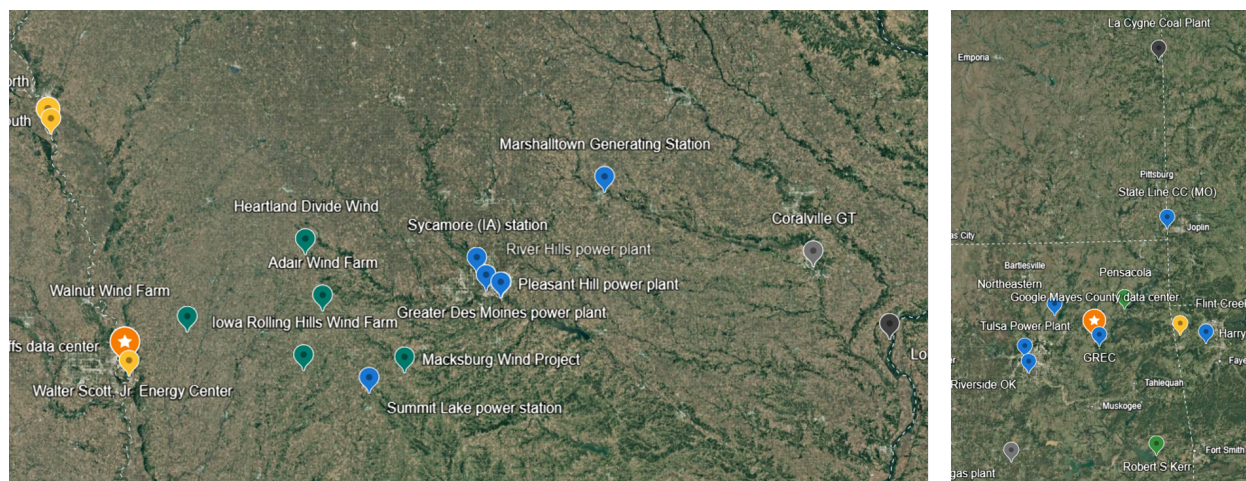 orth
outh
Marshalltown Generating Station
Heartland Divide Wind
Coralville GT
Sycamore (IA) station
River Hills power plant
Adair Wind Farm
Pleasant Hill power plant
Walnut Wind Farm
Greater Des Moines power plant
Iowa Rolling Hills Wind Farm
ffs data center
Lo
Macksburg Wind Project
Walter Scott Jr Energy Center
Summit Lake power station
La Cygne Coal Plant
Emporia
Pittsburg
State Line CC (MO)
Joplin
as City
Bartlesville
Pensacola
Northeastern
Google Mayes County data center
Flint Creek
Tulsa Power Plant
Harry
GREC
er
Faye
Riverside OK
Tahlequah
Muskogee
Fort Smith
Robert S Kerr
gas plant